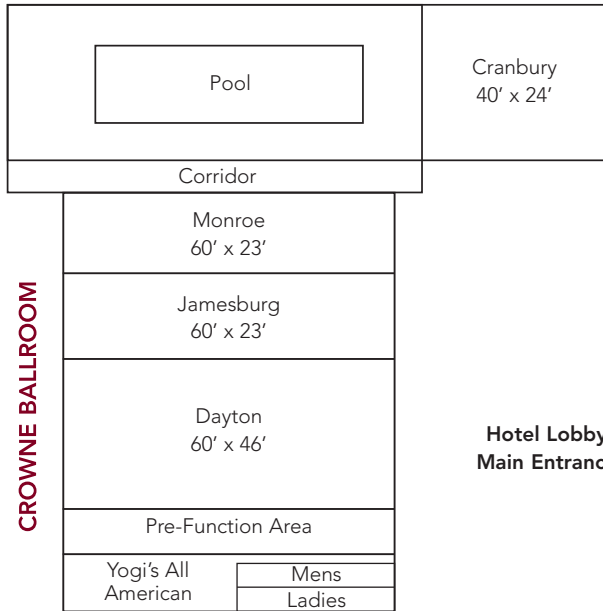 Pool
Cranbury
40’ x 24’
Corridor
Monroe
60’ x 23’
Jamesburg
60’ x 23’
CROWNE BALLROOM
Dayton
60’ x 46’
Hotel Lobby
Main Entranc
Pre-Function Area
Yogi’s All
American
Mens
Ladies